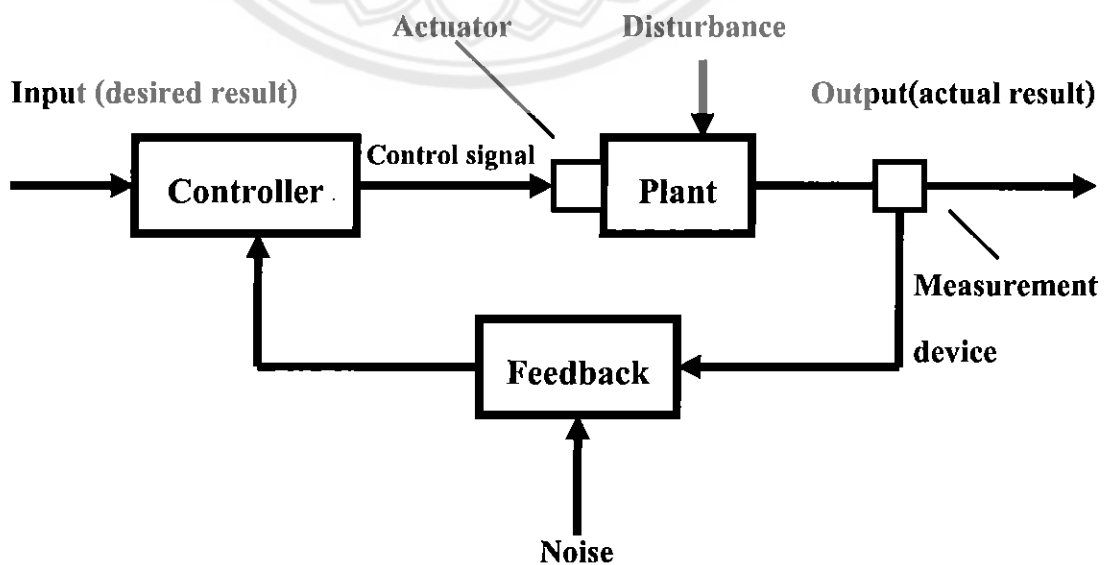 Actuator
Disturbance
Input (desired result)
Output(actual result)
Control signal
Controller
Plant
Measurement
device
Feedback
Noise